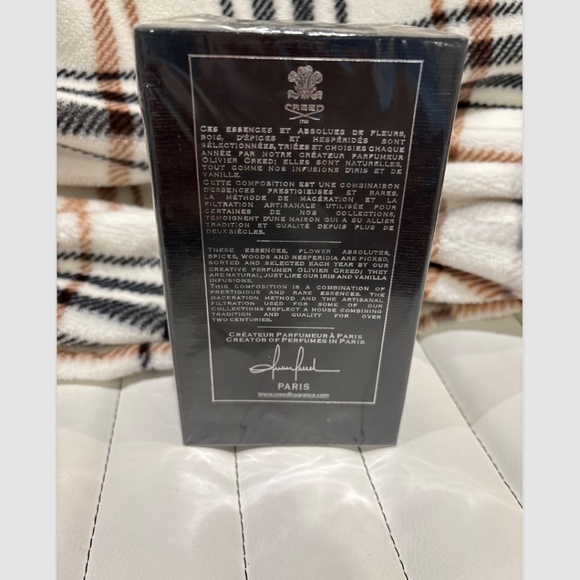 CREED
1760
CES ESSENCES ET ABSOLUES DE FLEURS,
BOIS, D'ÉPICES ET HESPÉRIDÉS SONT
SÉLECTIONNÉES, TRIÉES ET CHOISIES CHAQUE
ANNÉE PAR NOTRE CRÉATEUR PARFUMEUR
OLIVIER CREED; ELLES SONT NATURELLES,
TOUT COMME NOS INFUSIONS D'IRIS ET DE
VANILLE.
CETTE COMPOSITION EST UNE COMBINAISON
D'ESSENCES PRESTIGIEUSES ET RARES.
LA MÉTHODE DE MACÉRATION ET LA
FILTRATION ARTISANALE UTILISÉE POUR
CERTAINES DE NOS COLLECTIONS,
TÉMOIGNENT D'UNE MAISON QUI A SU ALLIER
TRADITION ET QUALITÉ DEPUIS PLUS DE
DEUX SIÈCLES.
THESE ESSENCES, FLOWER ABSOLUTES,
SPICES, WOODS AND HESPERIDIA ARE PICKED,
SORTED AND SELECTED EACH YEAR BY OUR
CREATIVE PERFUMER OLIVIER CREED; THEY
ARE NATURAL, JUST LIKE OUR IRIS AND VANILLA
INFUSIONS.
THIS COMPOSITION IS A COMBINATION OF
PRESTIGIOUS AND RARE ESSENCES. THE
MACERATION METHOD AND THE ARTISANAL
FILTRATION USED FOR SOME OF OUR
COLLECTIONS REFLECT A HOUSE COMBINING
TRADITION AND QUALITY FOR OVER
TWO CENTURIES.
CRÉATEUR PARFUMEUR À PARIS
CREATOR OF PERFUMES IN PARIS
PARIS
www.creedfragrance.com